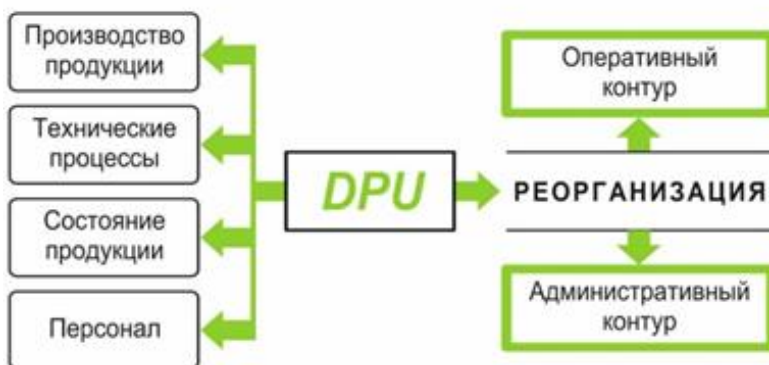 Производство
продукции
Технические
процессы
Состояние
продукции
Персонал
DPU
Оперативный
контур
РЕОРГАНИЗАЦИЯ
Административный
контур